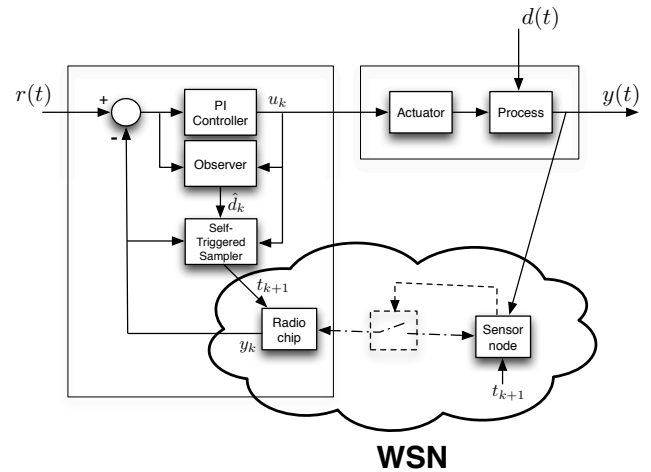 d(t)
r(t)
+
-
PI
Controller
u_k
Actuator
Process
y(t)
Observer
\hat{d}_k
Self-
Triggered
Sampler
t_{k+1}
Radio
chip
y_k
Sensor
node
t_{k+1}
WSN